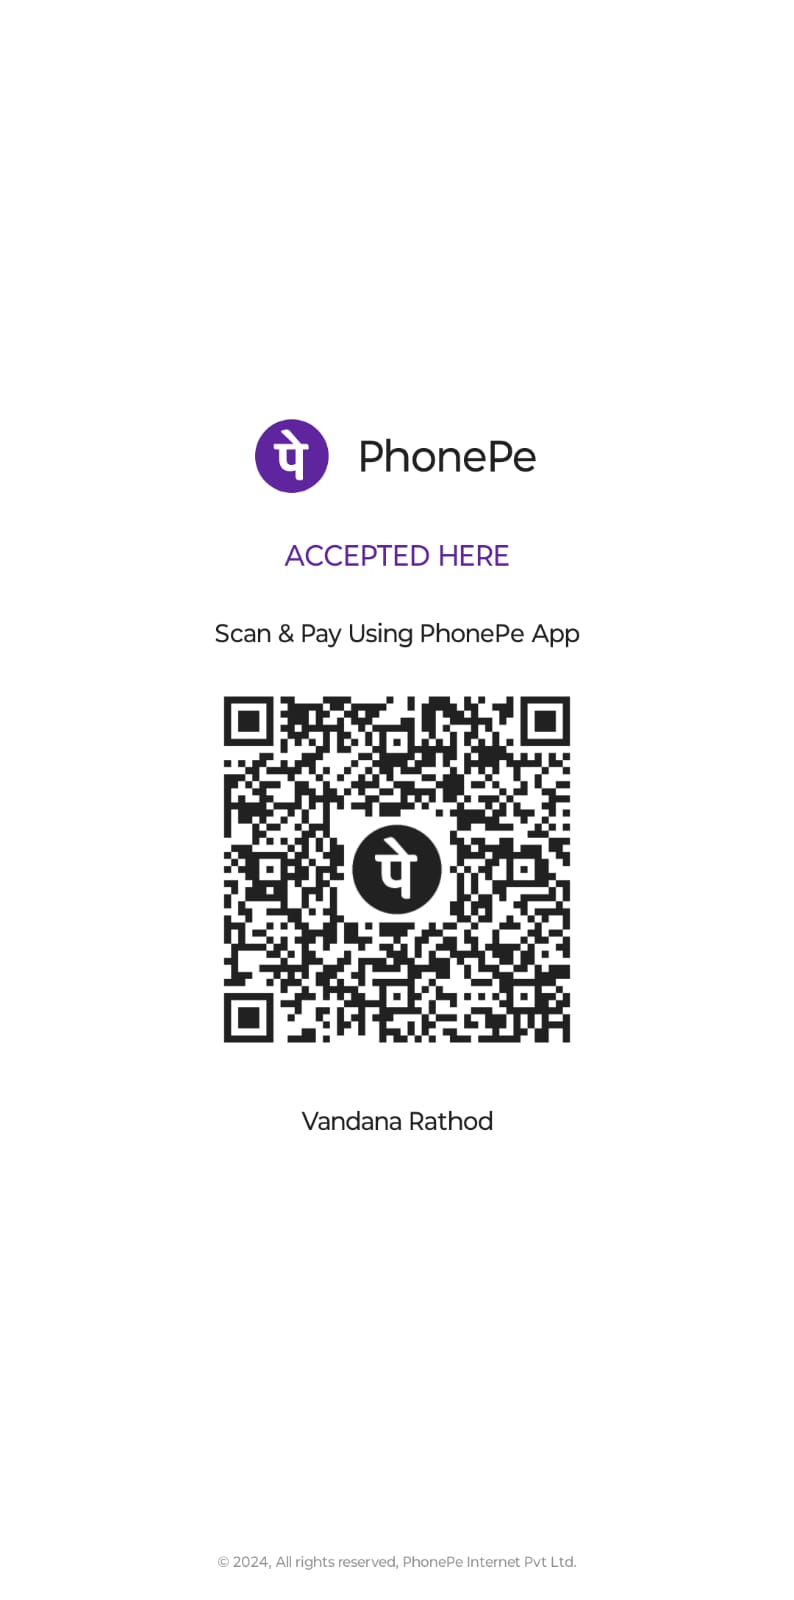 पे PhonePe
ACCEPTED HERE
Scan & Pay Using PhonePe App
पे
Vandana Rathod
© 2024, All rights reserved, PhonePe Internet Pvt Ltd.